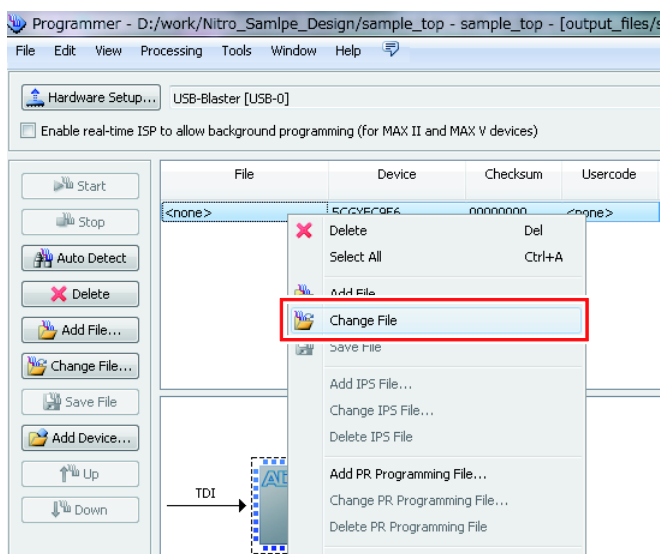 Programmer - D:/work/Nitro_Samlpe_Design/sample_top - sample_top - [output_files/s
File Edit View Processing Tools Window Help
Hardware Setup... USB-Blaster [USB-0]
Enable real-time ISP to allow background programming (for MAX II and MAX V devices)
Start
Stop
Auto Detect
Delete
Add File...
Change File...
Save File
Add Device...
Up
Down
File Device Checksum Usercode
<none> 5CGXFC9E6 00000000 <none>
Delete Del
Select All Ctrl+A
Add File
Change File
Save File
Add IPS File...
Change IPS File...
Delete IPS File
Add PR Programming File...
Change PR Programming File...
Delete PR Programming File
TDI